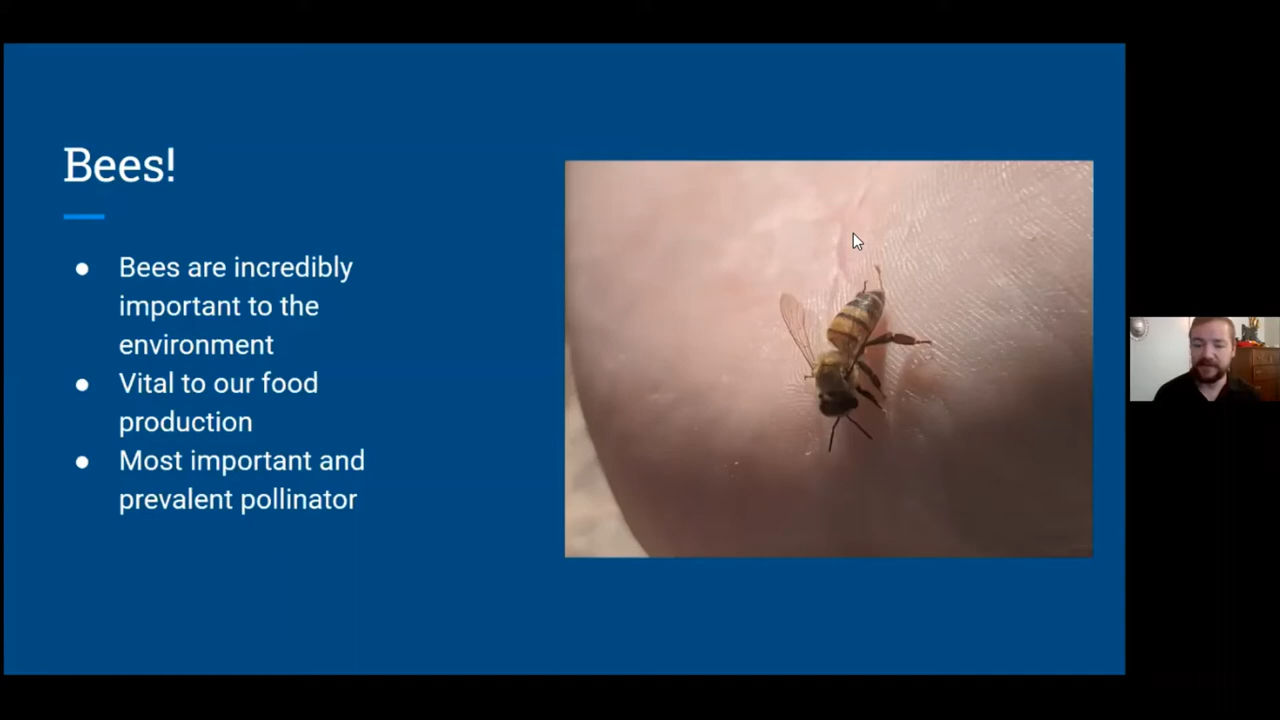 Bees!
● Bees are incredibly
important to the
environment
● Vital to our food
production
● Most important and
prevalent pollinator